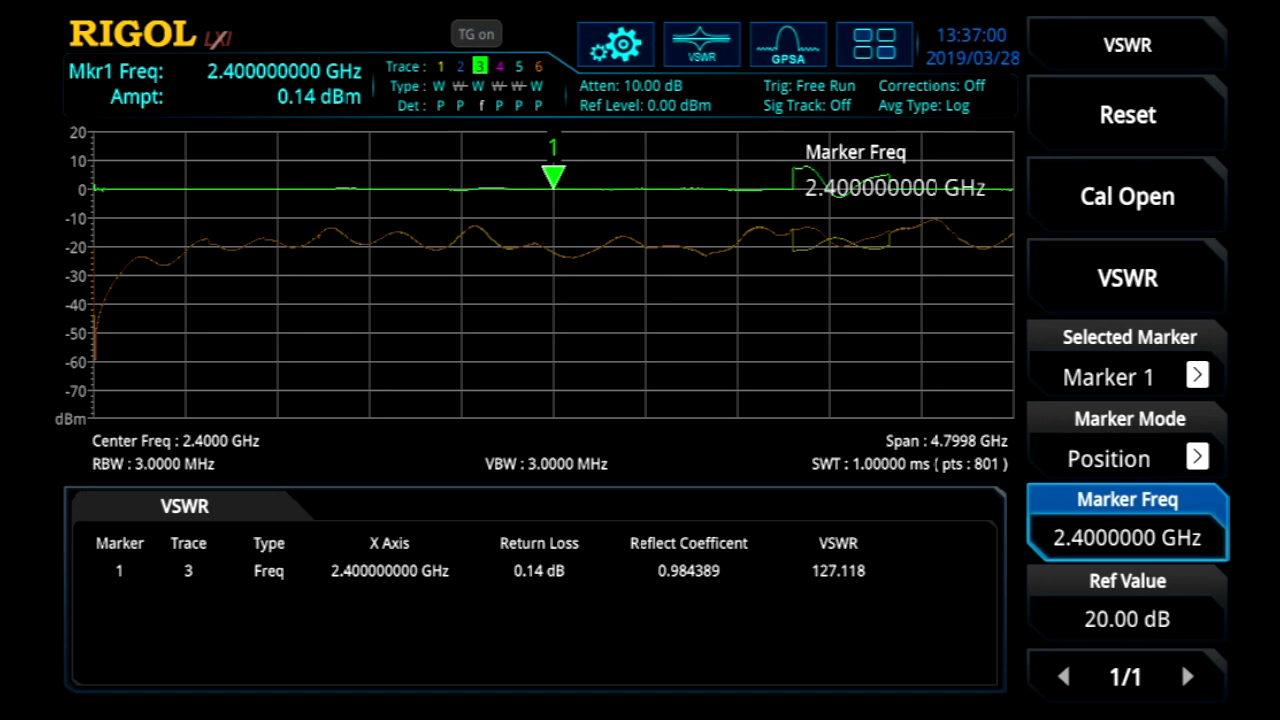 RIGOL LXI
TG on
VSWR
GPSA
13:37:00
2019/03/28
Mkr1 Freq: 2.400000000 GHz
Ampt: 0.14 dBm
Trace: 1 2 3 4 5 6
Type: W W W W W W
Det: P P f P P P
Atten: 10.00 dB
Ref Level: 0.00 dBm
Trig: Free Run
Sig Track: Off
Corrections: Off
Avg Type: Log
20
10
0
-10
-20
-30
-40
-50
-60
-70
dBm
1
Marker Freq
2.400000000 GHz
Center Freq : 2.4000 GHz
Span : 4.7998 GHz
RBW : 3.0000 MHz
VBW : 3.0000 MHz
SWT : 1.00000 ms ( pts : 801 )
VSWR
Marker Trace Type X Axis Return Loss Reflect Coefficent VSWR
1 3 Freq 2.400000000 GHz 0.14 dB 0.984389 127.118
VSWR
Reset
Cal Open
VSWR
Selected Marker
Marker 1 >
Marker Mode
Position >
Marker Freq
2.4000000 GHz
Ref Value
20.00 dB
1/1